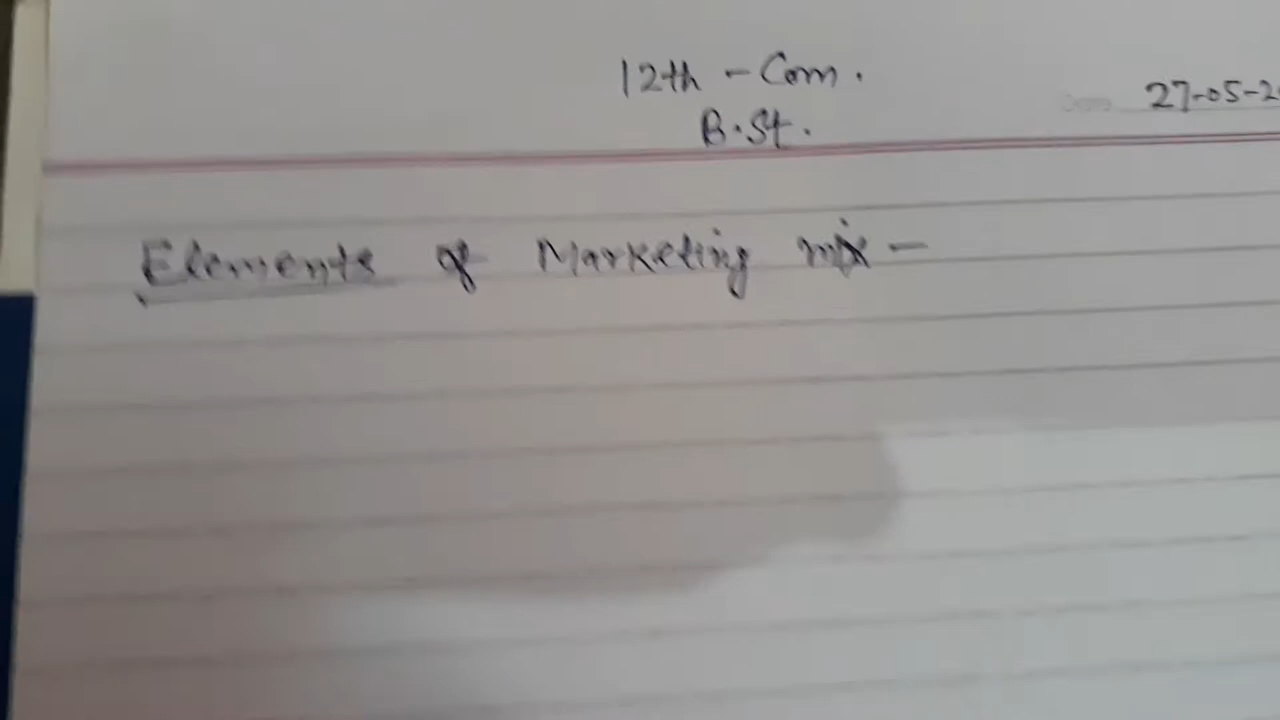 12th - Com.
27-05-2
B.St.
Elements of Marketing mix -